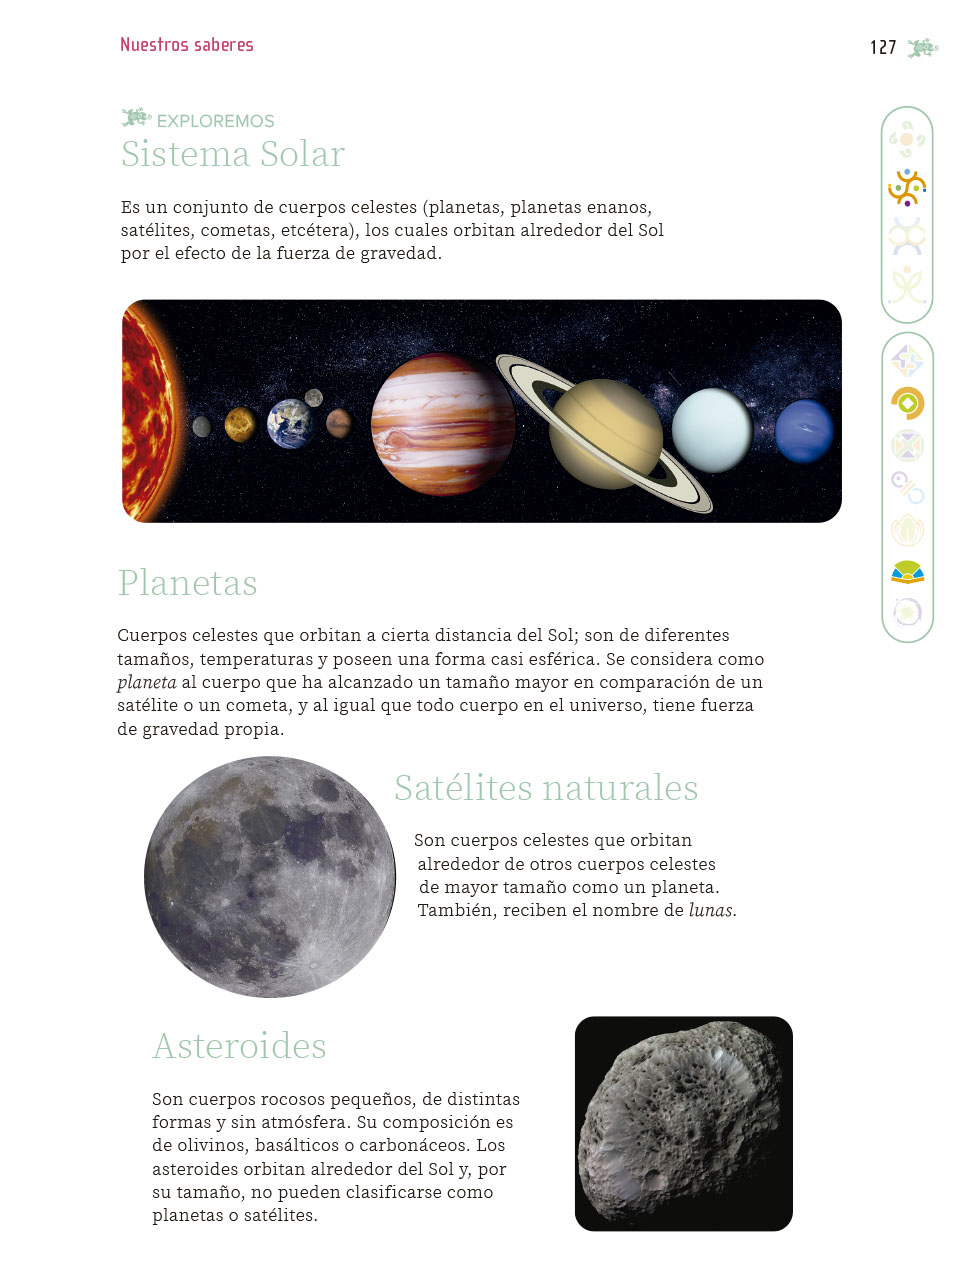 Nuestros saberes
127
EXPLOREMOS
Sistema Solar
Es un conjunto de cuerpos celestes (planetas, planetas enanos,
satélites, cometas, etcétera), los cuales orbitan alrededor del Sol
por el efecto de la fuerza de gravedad.
Planetas
Cuerpos celestes que orbitan a cierta distancia del Sol; son de diferentes
tamaños, temperaturas y poseen una forma casi esférica. Se considera como
planeta al cuerpo que ha alcanzado un tamaño mayor en comparación de un
satélite o un cometa, y al igual que todo cuerpo en el universo, tiene fuerza
de gravedad propia.
Satélites naturales
Son cuerpos celestes que orbitan
alrededor de otros cuerpos celestes
de mayor tamaño como un planeta.
También, reciben el nombre de lunas.
Asteroides
Son cuerpos rocosos pequeños, de distintas
formas y sin atmósfera. Su composición es
de olivinos, basálticos o carbonáceos. Los
asteroides orbitan alrededor del Sol y, por
su tamaño, no pueden clasificarse como
planetas o satélites.